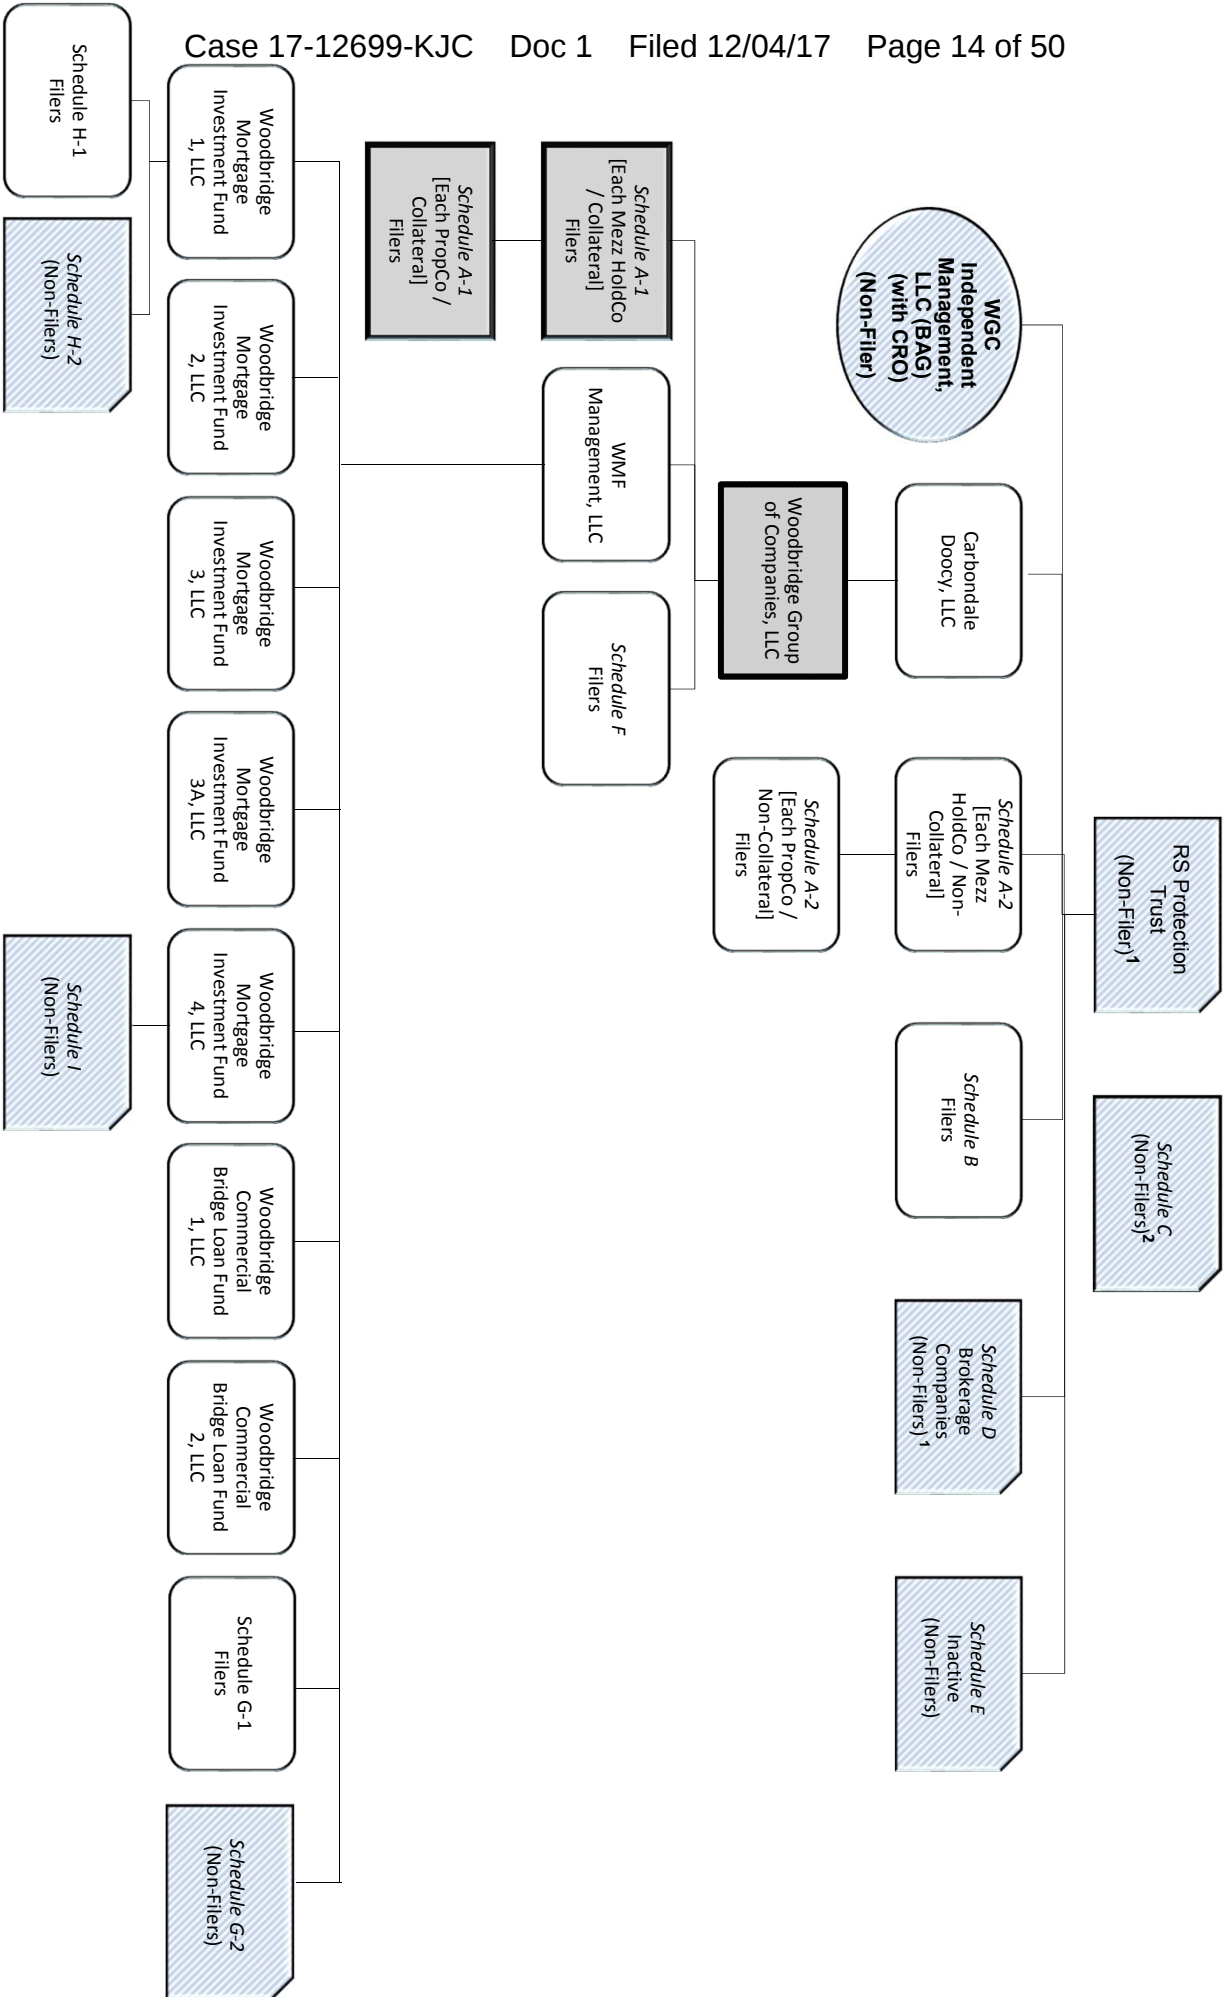 Case 17-12699-KJC Doc 1 Filed 12/04/17 Page 14 of 50
RS Protection
Trust
(Non-Filer)1
Schedule C
(Non-Filers)2
WGC
Independent
Management,
LLC (BAG)
(with CRO)
(Non-Filer)
Carbondale
Doocy, LLC
Schedule A-2
[Each Mezz
HoldCo / Non-
Collateral]
Filers
Schedule B
Filers
Schedule D
Brokerage
Companies
(Non-Filers)1
Schedule E
Inactive
(Non-Filers)
Woodbridge Group
of Companies, LLC
Schedule A-2
[Each PropCo /
Non-Collateral]
Filers
Schedule A-1
[Each Mezz HoldCo
/ Collateral]
Filers
WMF
Management, LLC
Schedule F
Filers
Schedule A-1
[Each PropCo /
Collateral]
Filers
Woodbridge
Mortgage
Investment Fund
1, LLC
Woodbridge
Mortgage
Investment Fund
2, LLC
Woodbridge
Mortgage
Investment Fund
3, LLC
Woodbridge
Mortgage
Investment Fund
3A, LLC
Woodbridge
Mortgage
Investment Fund
4, LLC
Woodbridge
Commercial
Bridge Loan Fund
1, LLC
Woodbridge
Commercial
Bridge Loan Fund
2, LLC
Schedule G-1
Filers
Schedule G-2
(Non-Filers)
Schedule H-1
Filers
Schedule H-2
(Non-Filers)
Schedule I
(Non-Filers)